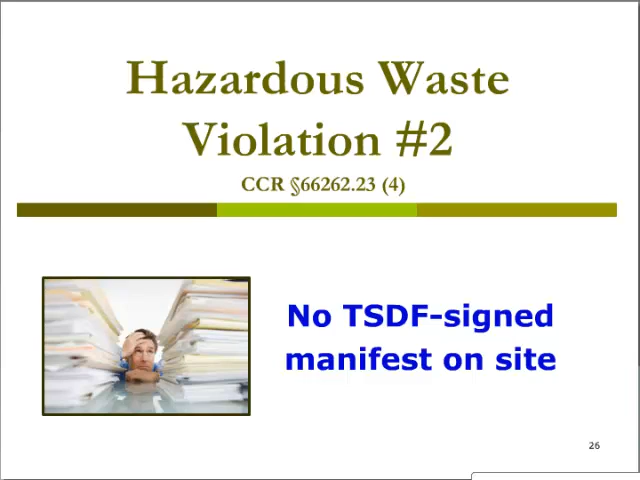 Hazardous Waste
Violation #2
CCR §66262.23 (4)
No TSDF-signed
manifest on site
26